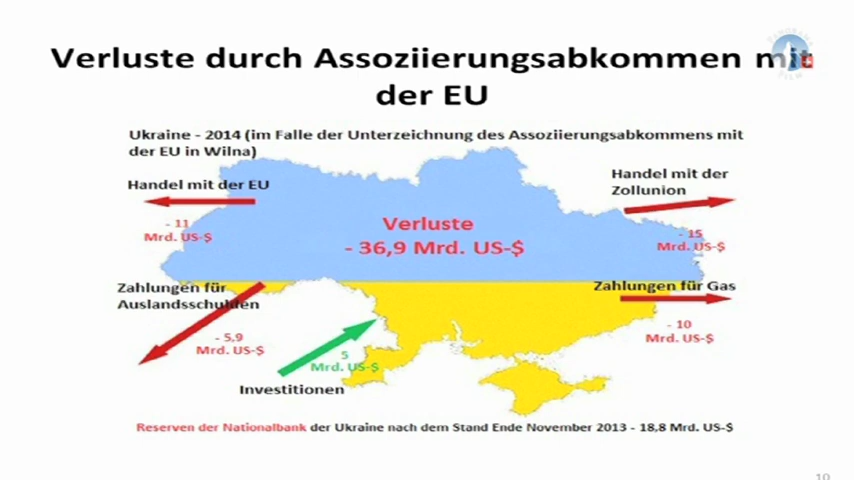 Verluste durch Assoziierungsabkommen mit
der EU
Ukraine - 2014 (im Falle der Unterzeichnung des Assoziierungsabkommens mit
der EU in Wilna)
Handel mit der EU
- 11
Mrd. US-$
Handel mit der
Zollunion
- 15
Mrd. US-$
Verluste
- 36,9 Mrd. US-$
Zahlungen für
Auslandsschulden
- 5,9
Mrd. US-$
Zahlungen für Gas
- 10
Mrd. US-$
5
Mrd. US-$
Investitionen
Reserven der Nationalbank der Ukraine nach dem Stand Ende November 2013 - 18,8 Mrd. US-$